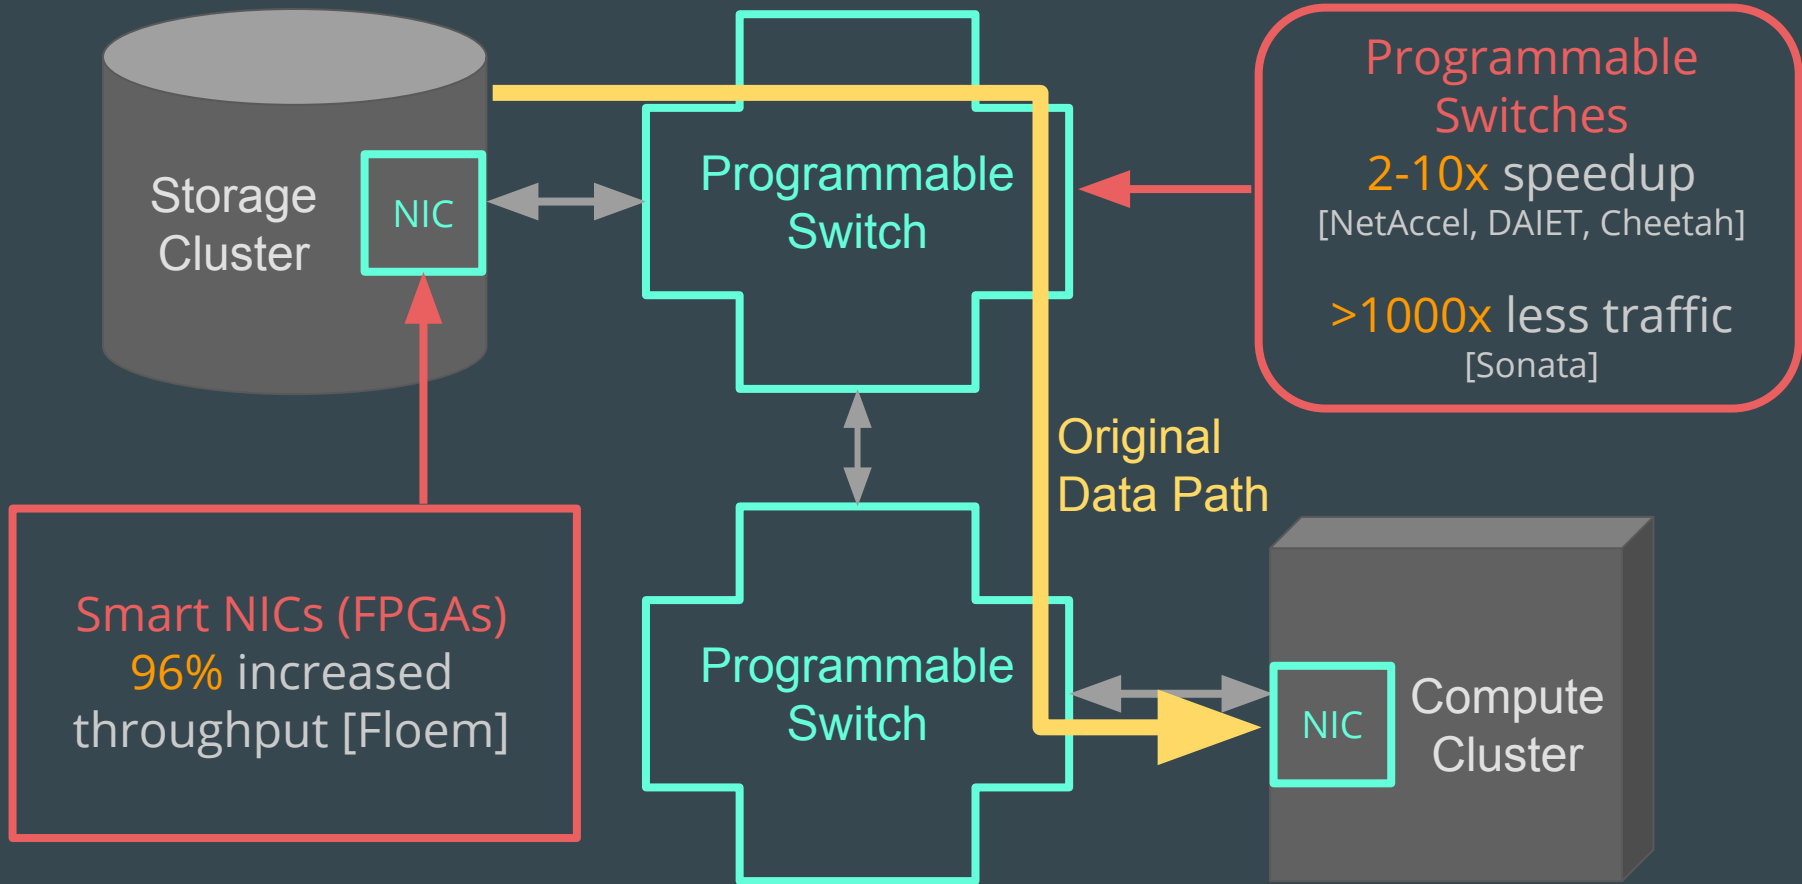 Storage
Cluster
NIC
Programmable
Switch
Programmable
Switches
2-10x speedup
[NetAccel, DAIET, Cheetah]
>1000x less traffic
[Sonata]
Original
Data Path
Smart NICs (FPGAs)
96% increased
throughput [Floem]
Programmable
Switch
NIC
Compute
Cluster